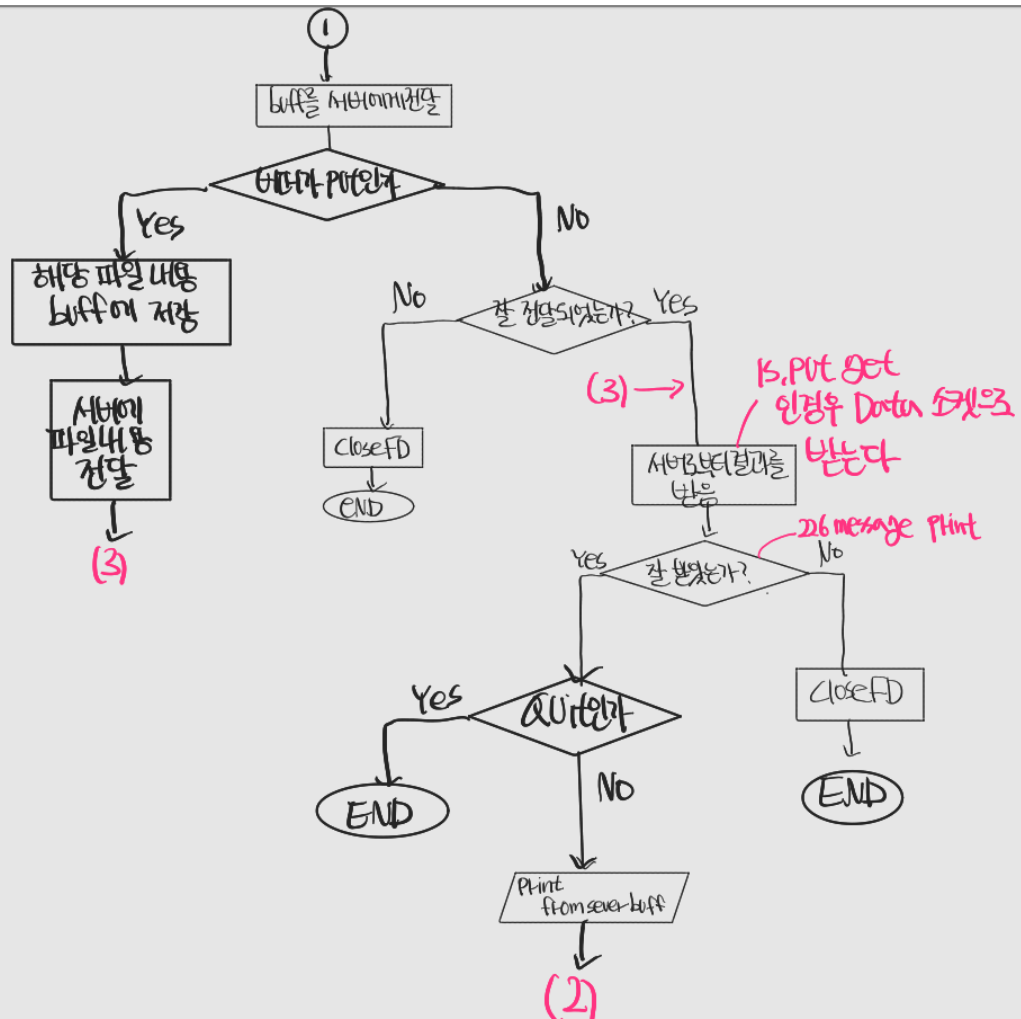 1
buff를 서버에게 전달
버퍼가 put인가
Yes
No
해당 파일 내용
buff에 저장
No
잘 전달되었는가?
Yes
서버에
파일내용
전달
(3)
(3)
ls, put get
인경우 Data 소켓으로
받는다
closeFD
END
서버로부터 결과를
받음
226 message print
Yes
잘 받았는가?
No
Yes
Quit인가
closeFD
END
No
END
Print
from sever buff
(2)